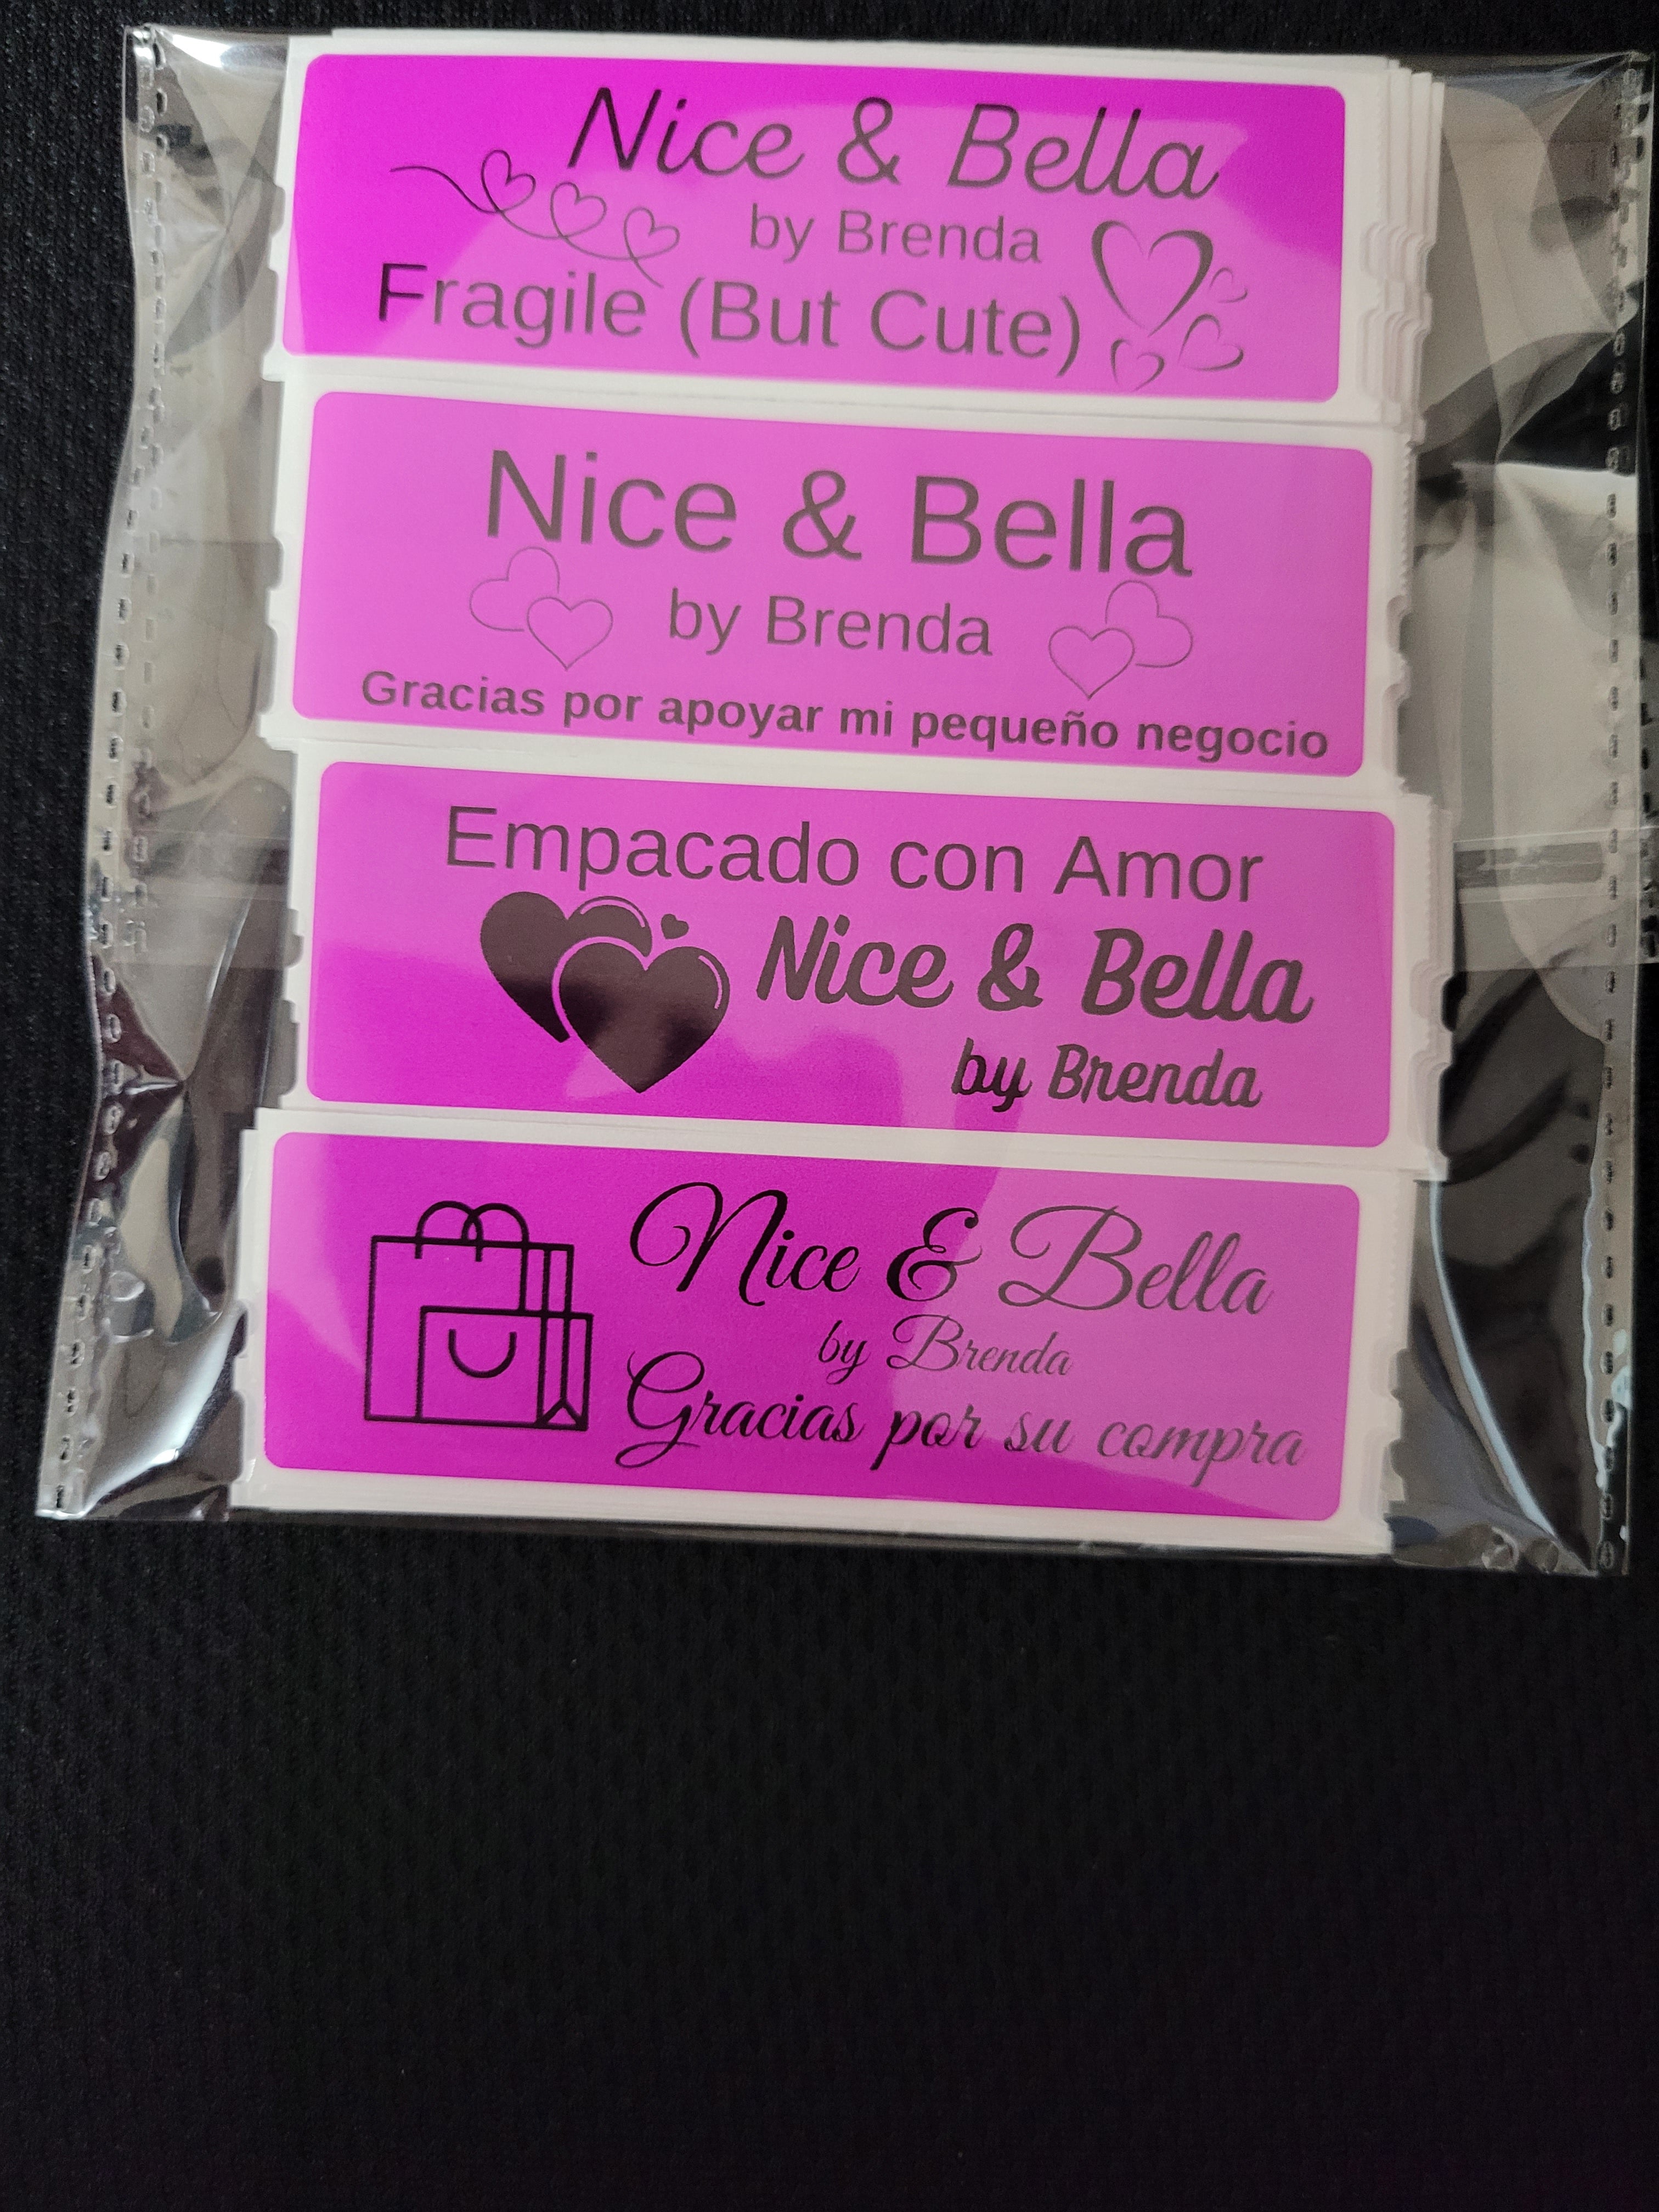 Nice & Bella
by Brenda
Fragile (But Cute)
Nice & Bella
by Brenda
Gracias por apoyar mi pequeño negocio
Empacado con Amor
Nice & Bella
by Brenda
Nice & Bella
by Brenda
Gracias por su compra